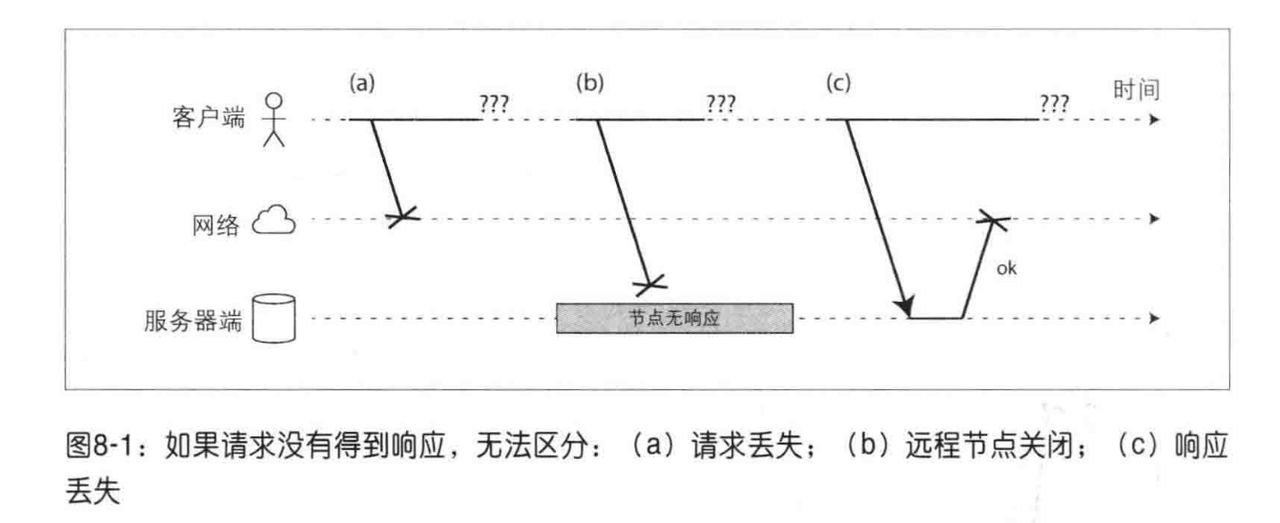 (a) (b) (c)
??? ??? ??? 时间
客户端
网络
ok
服务器端 节点无响应
图8-1：如果请求没有得到响应，无法区分：（a）请求丢失；（b）远程节点关闭；（c）响应
丢失